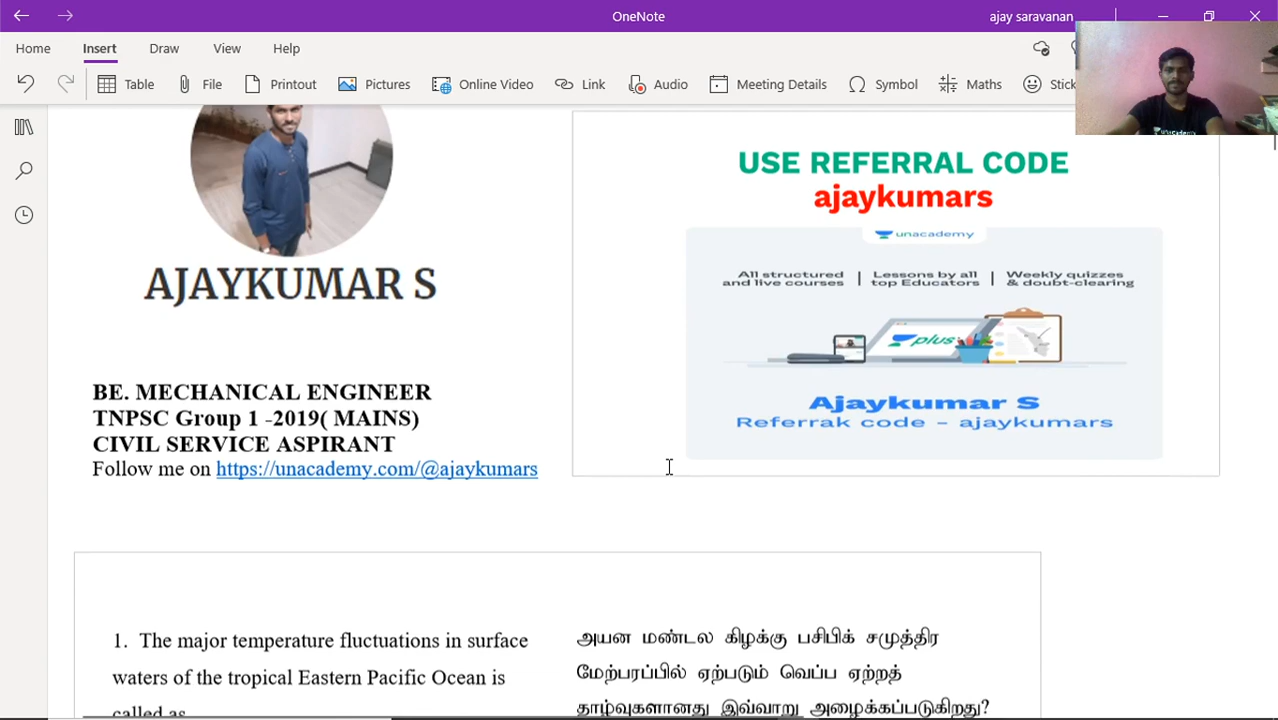 OneNote
ajay saravanan
Home
Insert
Draw
View
Help
Table
File
Printout
Pictures
Online Video
Link
Audio
Meeting Details
Symbol
Maths
unacademy
AJAYKUMAR S
BE. MECHANICAL ENGINEER
TNPSC Group 1 -2019( MAINS)
CIVIL SERVICE ASPIRANT
Follow me on https://unacademy.com/@ajaykumars
USE REFERRAL CODE
ajaykumars
unacademy
All structured
and live courses
Lessons by all
top Educators
Weekly quizzes
& doubt-clearing
plus
Ajaykumar S
Referrak code - ajaykumars
1. The major temperature fluctuations in surface
waters of the tropical Eastern Pacific Ocean is
called as
அயன மண்டல கிழக்கு பசிபிக் சமுத்திர
மேற்பரப்பில் ஏற்படும் வெப்ப ஏற்றத்
தாழ்வுகளானது இவ்வாறு அழைக்கப்படுகிறது?